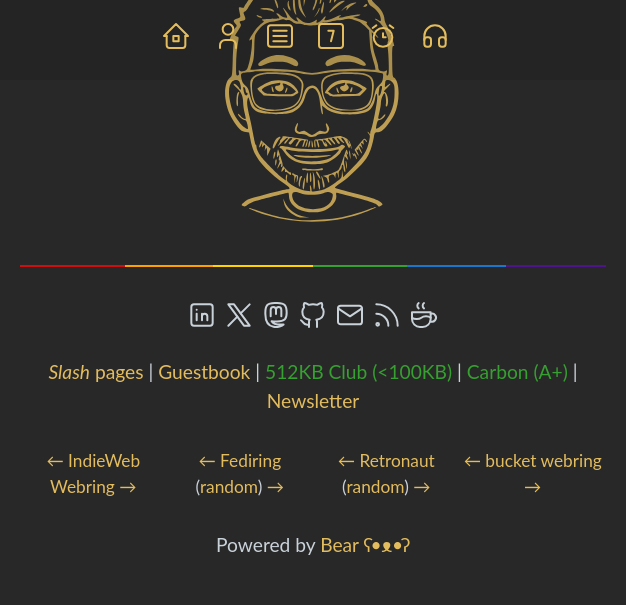 7
in
Slash pages | Guestbook | 512KB Club (<100KB) | Carbon (A+) |
Newsletter
← IndieWeb Webring →
← Fediring (random) →
← Retronaut (random) →
← bucket webring →
Powered by Bear ʕ•ᴥ•ʔ